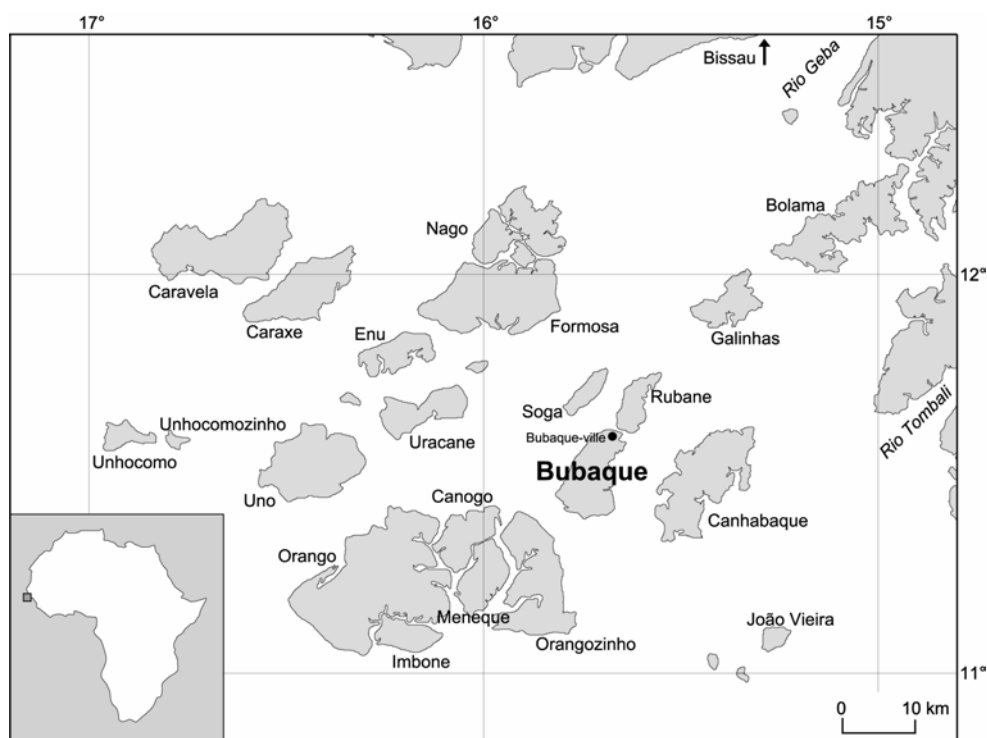 17°
16°
15°
Bissau
Rio Geba
Bolama
Nago
12°
Caravela
Caraxe
Formosa
Galinhas
Enu
Soga
Rubane
Unhocomozinho
Uracane
Bubaque-ville
Rio Tombali
Unhocomo
Bubaque
Uno
Canogo
Canhabaque
Orango
Meneque
João Vieira
Orangozinho
Imbone
11°
0 10 km